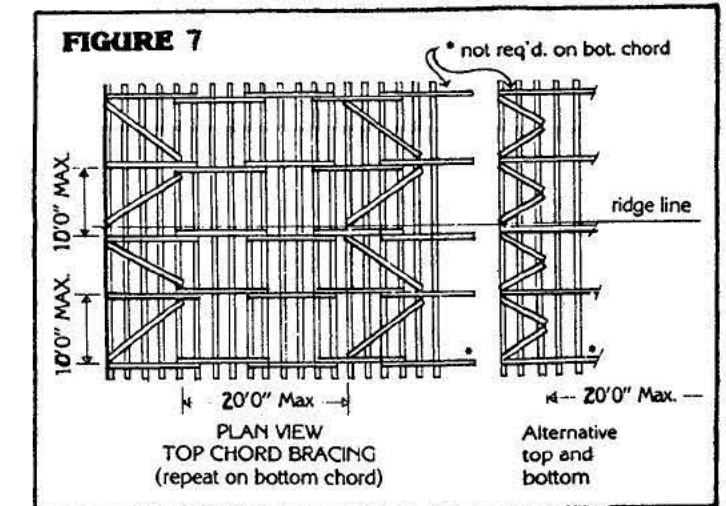 FIGURE 7
* not req'd. on bot. chord
10'0" MAX.
ridge line
10'0" MAX.
*
*
20'0" Max
20'0" Max.
PLAN VIEW
TOP CHORD BRACING
(repeat on bottom chord)
Alternative
top and
bottom